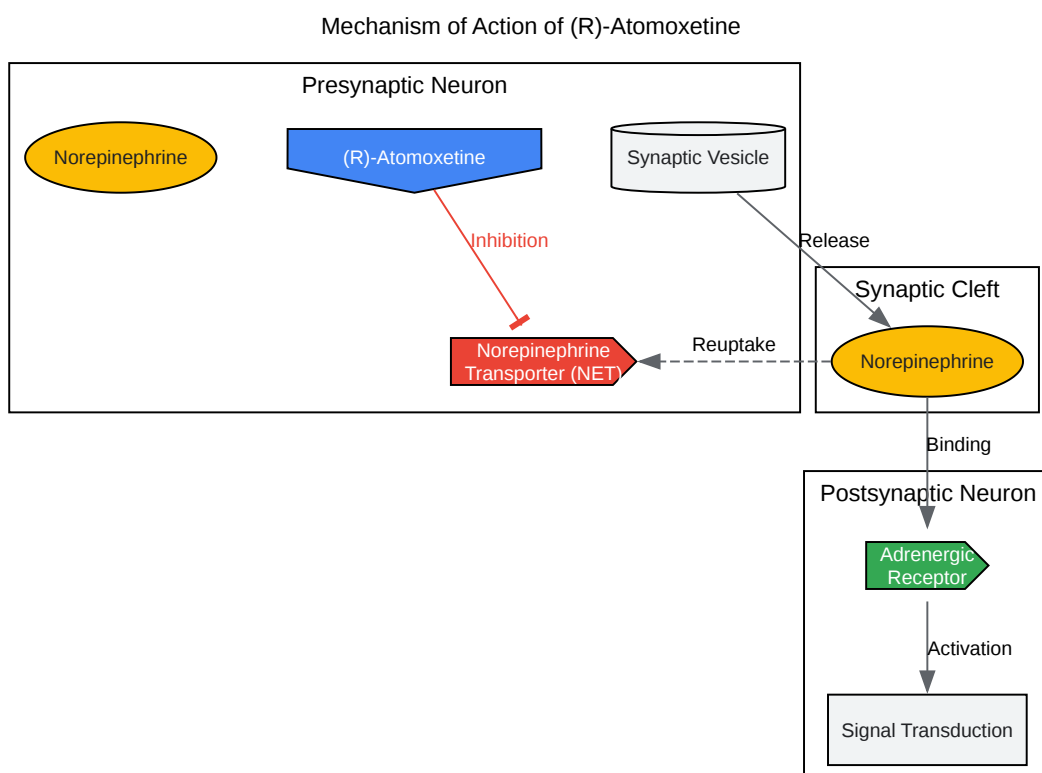 Mechanism of Action of (R)-Atomoxetine
Presynaptic Neuron
Norepinephrine
(R)-Atomoxetine
Synaptic Vesicle
Inhibition
Release
Synaptic Cleft
Norepinephrine
Transporter (NET)
Reuptake
Norepinephrine
Binding
Postsynaptic Neuron
Adrenergic
Receptor
Activation
Signal Transduction